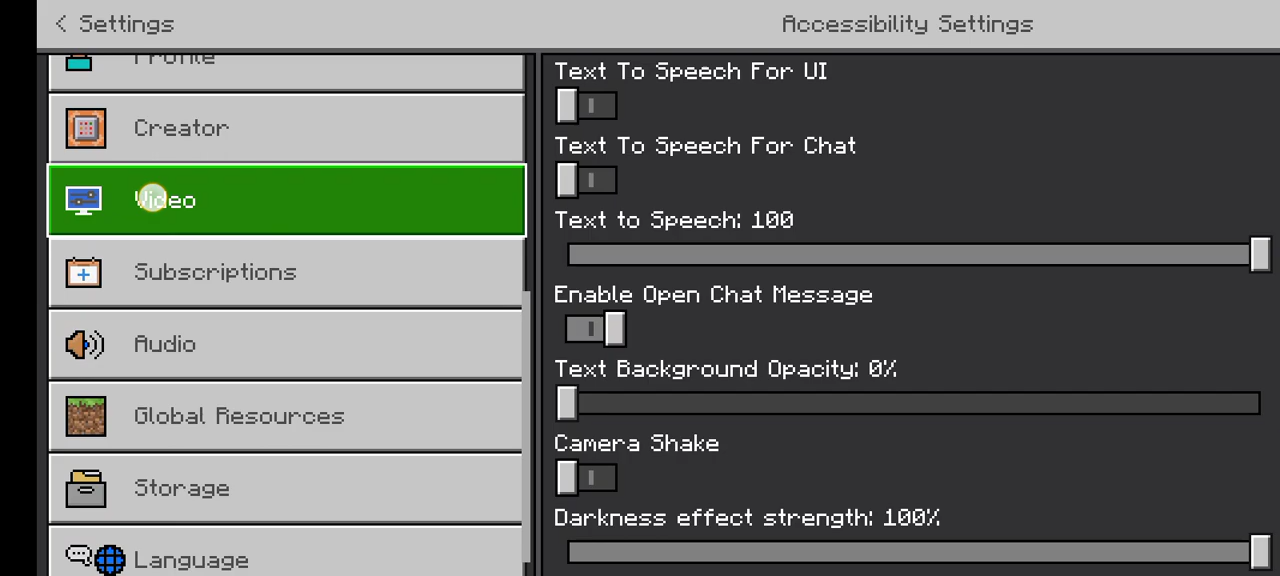 < Settings
Accessibility Settings
Profile
Creator
Video
Subscriptions
Audio
Global Resources
Storage
Language
Text To Speech For UI
Text To Speech For Chat
Text to Speech: 100
Enable Open Chat Message
Text Background Opacity: 0%
Camera Shake
Darkness effect strength: 100%